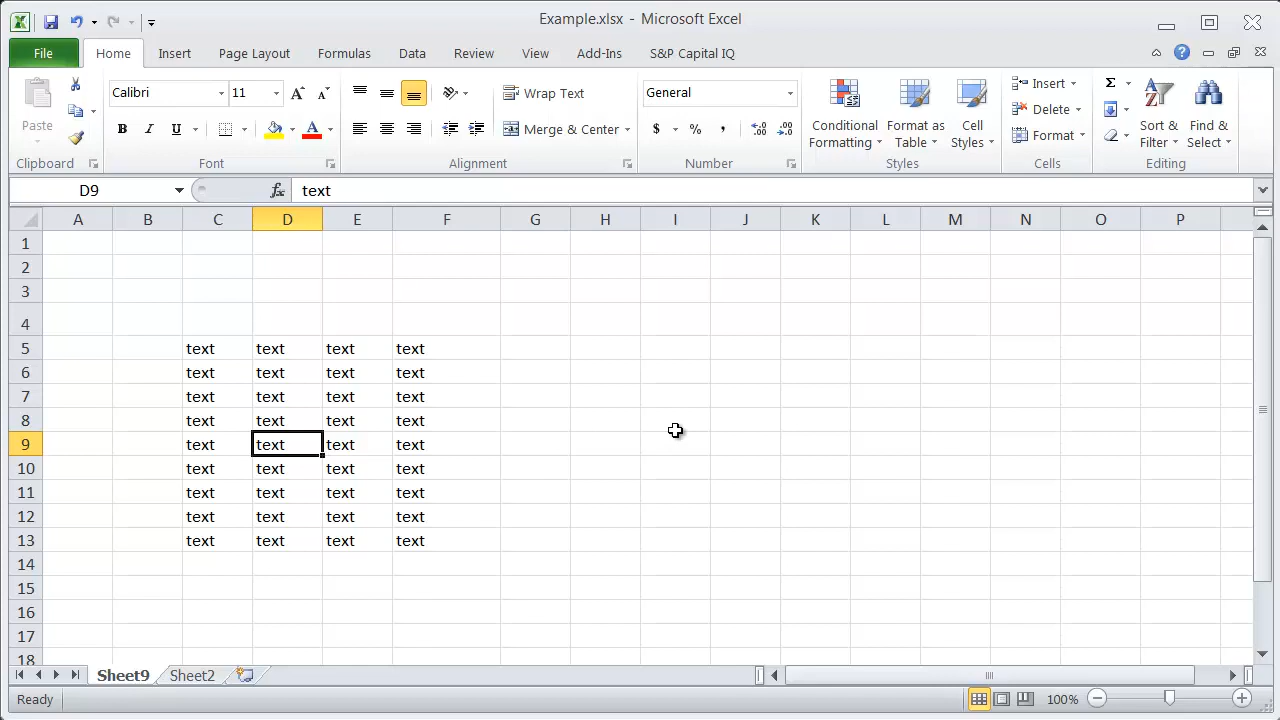 Example.xlsx - Microsoft Excel
File Home Insert Page Layout Formulas Data Review View Add-Ins S&P Capital IQ
Paste
Clipboard
Calibri 11
B I U A
Font
Wrap Text
Merge & Center
Alignment
General
$ % ,
Number
Conditional Formatting
Format as Table
Cell Styles
Styles
Insert
Delete
Format
Cells
Σ
Sort & Filter
Find & Select
Editing
D9 fx text
A B C D E F G H I J K L M N O P
1
2
3
4
5 text text text text
6 text text text text
7 text text text text
8 text text text text
9 text text text text
10 text text text text
11 text text text text
12 text text text text
13 text text text text
14
15
16
17
18
Sheet9 Sheet2
Ready 100%